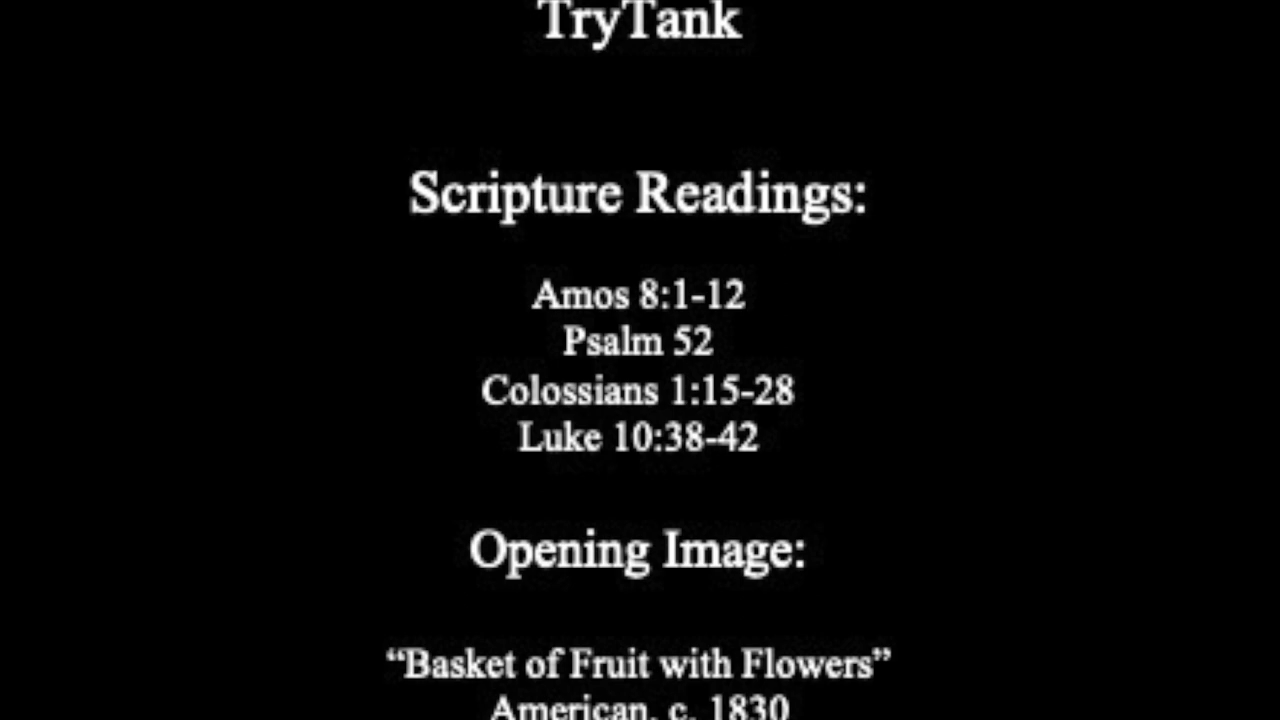 TryTank
Scripture Readings:
Amos 8:1-12
Psalm 52
Colossians 1:15-28
Luke 10:38-42
Opening Image:
“Basket of Fruit with Flowers”
American, c. 1830